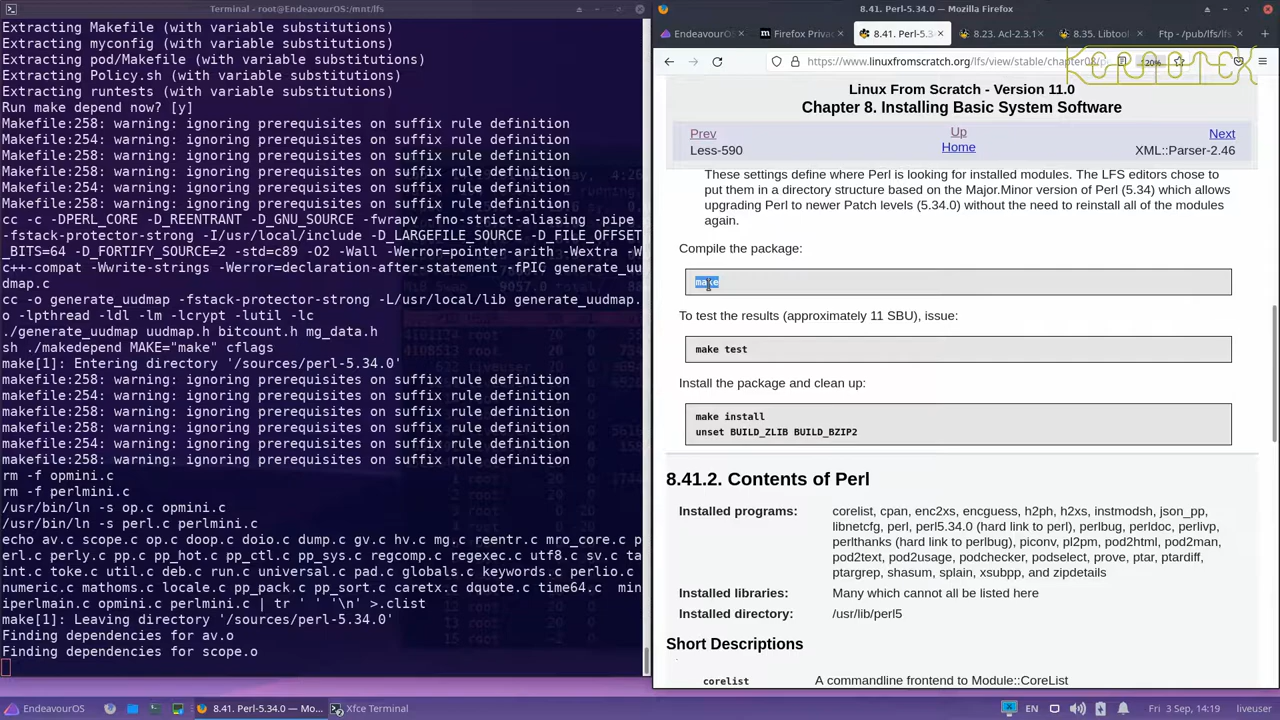 Terminal - root@EndeavourOS:/mnt/lfs
Extracting Makefile (with variable substitutions)
Extracting myconfig (with variable substitutions)
Extracting pod/Makefile (with variable substitutions)
Extracting Policy.sh (with variable substitutions)
Extracting runtests (with variable substitutions)
Run make depend now? [y]
Makefile:258: warning: ignoring prerequisites on suffix rule definition
Makefile:254: warning: ignoring prerequisites on suffix rule definition
Makefile:258: warning: ignoring prerequisites on suffix rule definition
Makefile:258: warning: ignoring prerequisites on suffix rule definition
Makefile:254: warning: ignoring prerequisites on suffix rule definition
Makefile:258: warning: ignoring prerequisites on suffix rule definition
cc -c -DPERL_CORE -D_REENTRANT -D_GNU_SOURCE -fwrapv -fno-strict-aliasing -pipe
-fstack-protector-strong -I/usr/local/include -D_LARGEFILE_SOURCE -D_FILE_OFFSET
_BITS=64 -D_FORTIFY_SOURCE=2 -std=c89 -O2 -Wall -Werror=pointer-arith -Wextra -W
c++-compat -Wwrite-strings -Werror=declaration-after-statement -fPIC generate_uu
dmap.c
cc -o generate_uudmap -fstack-protector-strong -L/usr/local/lib generate_uudmap.
o -lpthread -ldl -lm -lcrypt -lutil -lc
./generate_uudmap uudmap.h bitcount.h mg_data.h
sh ./makedepend MAKE="make" cflags
make[1]: Entering directory '/sources/perl-5.34.0'
Makefile:258: warning: ignoring prerequisites on suffix rule definition
Makefile:254: warning: ignoring prerequisites on suffix rule definition
Makefile:258: warning: ignoring prerequisites on suffix rule definition
Makefile:258: warning: ignoring prerequisites on suffix rule definition
Makefile:254: warning: ignoring prerequisites on suffix rule definition
Makefile:258: warning: ignoring prerequisites on suffix rule definition
rm -f opmini.c
rm -f perlmini.c
/usr/bin/ln -s op.c opmini.c
/usr/bin/ln -s perl.c perlmini.c
echo av.c scope.c op.c doop.c doio.c dump.c gv.c hv.c mg.c reentr.c mro_core.c p
erl.c perly.c pp.c pp_hot.c pp_ctl.c pp_sys.c regcomp.c regexec.c utf8.c sv.c ta
int.c toke.c util.c deb.c run.c universal.c pad.c globals.c keywords.c perlio.c
numeric.c mathoms.c locale.c pp_pack.c pp_sort.c caretx.c dquote.c time64.c  min
iperlmain.c opmini.c perlmini.c | tr ' ' '\n' >.clist
make[1]: Leaving directory '/sources/perl-5.34.0'
Finding dependencies for av.o
Finding dependencies for scope.o
8.41. Perl-5.34.0 - Mozilla Firefox
EndeavourOS
Firefox Priva
8.41. Perl-5.3
8.23. Acl-2.3.1
8.35. Libtool
Ftp - /pub/lfs/lfs
https://www.linuxfromscratch.org/lfs/view/stable/chapter08/
120%
Linux From Scratch - Version 11.0
Chapter 8. Installing Basic System Software
Prev Up Next
Less-590 Home XML::Parser-2.46
These settings define where Perl is looking for installed modules. The LFS editors chose to
put them in a directory structure based on the Major.Minor version of Perl (5.34) which allows
upgrading Perl to newer Patch levels (5.34.0) without the need to reinstall all of the modules
again.
Compile the package:
make
To test the results (approximately 11 SBU), issue:
make test
Install the package and clean up:
make install
unset BUILD_ZLIB BUILD_BZIP2
8.41.2. Contents of Perl
Installed programs: corelist, cpan, enc2xs, encguess, h2ph, h2xs, instmodsh, json_pp,
libnetcfg, perl, perl5.34.0 (hard link to perl), perlbug, perldoc, perlivp,
perlthanks (hard link to perlbug), piconv, pl2pm, pod2html, pod2man,
pod2text, pod2usage, podchecker, podselect, prove, ptar, ptardiff,
ptargrep, shasum, splain, xsubpp, and zipdetails
Installed libraries: Many which cannot all be listed here
Installed directory: /usr/lib/perl5
Short Descriptions
corelist A commandline frontend to Module::CoreList
EndeavourOS
8.41. Perl-5.34.0 — Mo...
Xfce Terminal
EN
Fri 3 Sep, 14:19
liveuser